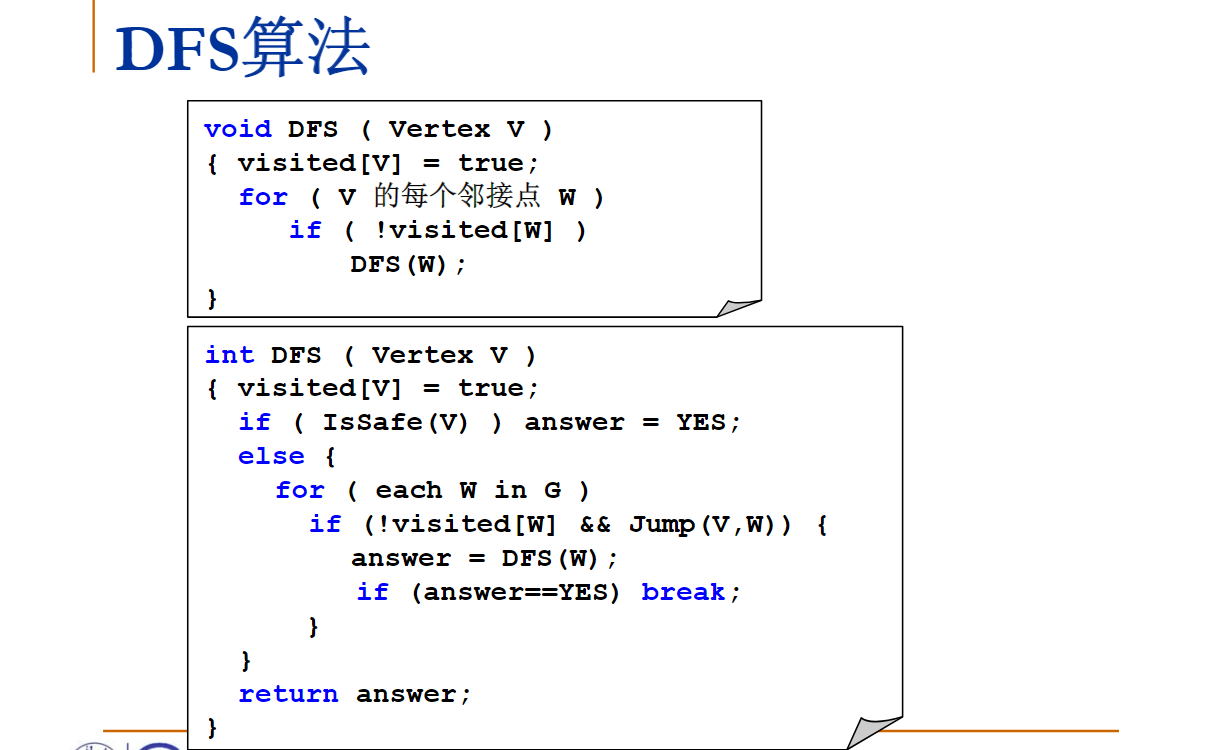 DFS算法
void DFS ( Vertex V )
{ visited[V] = true;
for ( V 的每个邻接点 W )
if ( !visited[W] )
DFS(W);
}
int DFS ( Vertex V )
{ visited[V] = true;
if ( IsSafe(V) ) answer = YES;
else {
for ( each W in G )
if (!visited[W] && Jump(V,W)) {
answer = DFS(W);
if (answer==YES) break;
}
}
return answer;
}